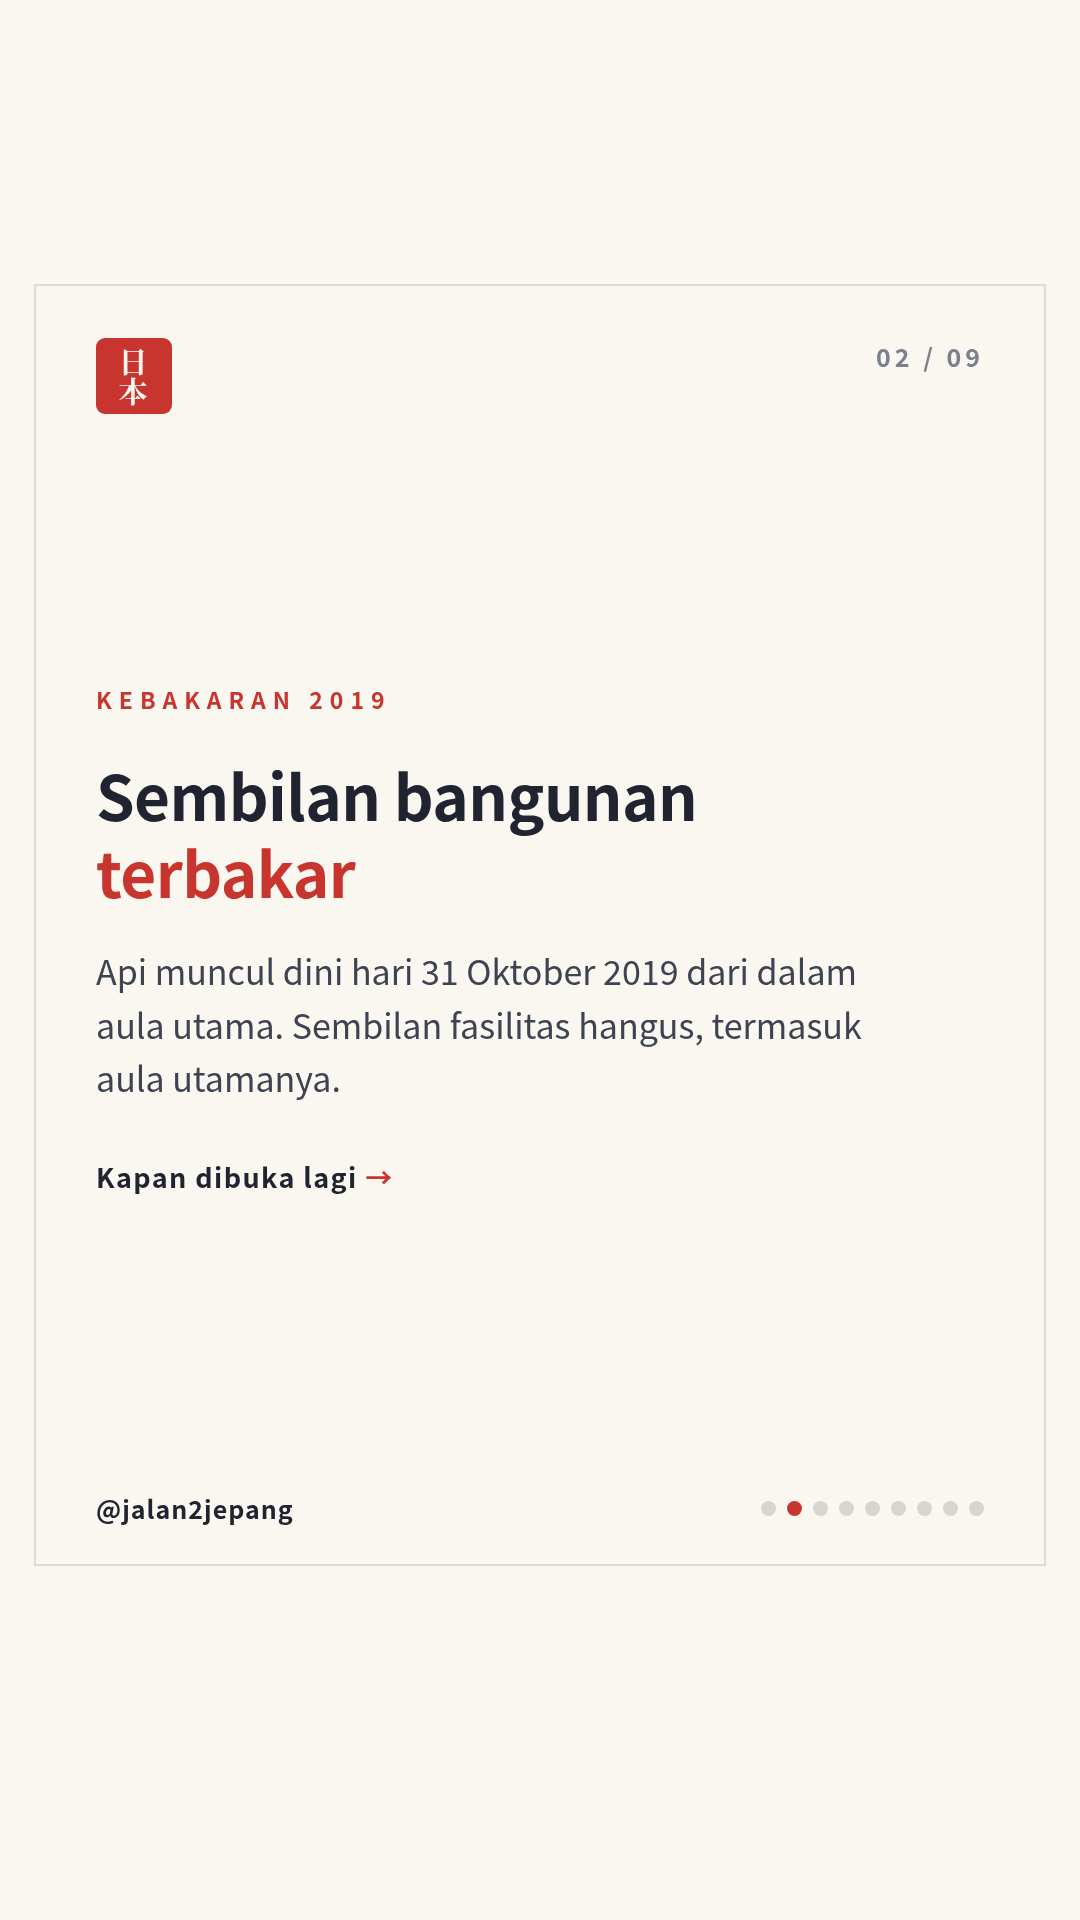 日本
02 / 09
KEBAKARAN 2019
Sembilan bangunan
terbakar
Api muncul dini hari 31 Oktober 2019 dari dalam
aula utama. Sembilan fasilitas hangus, termasuk
aula utamanya.
Kapan dibuka lagi →
@jalan2jepang